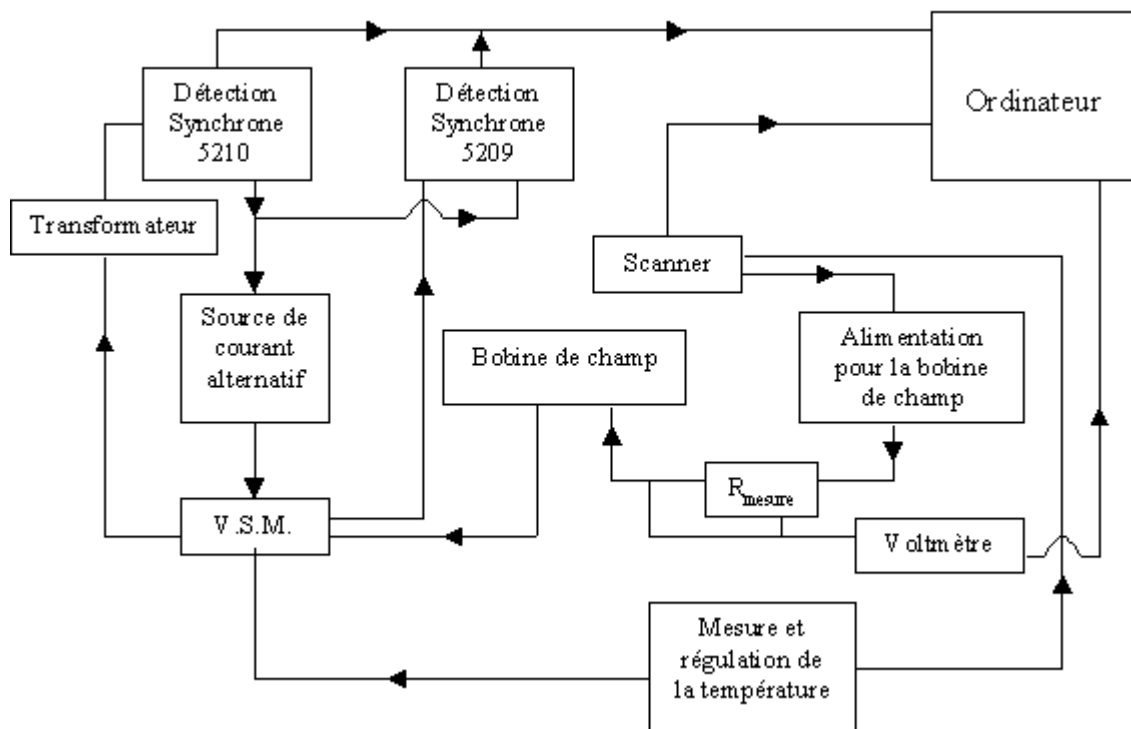 Détection
Synchrone
5210
Détection
Synchrone
5209
Ordinateur
Transformateur
Scanner
Source de
courant
alternatif
Bobine de champ
Alimentation
pour la bobine
de champ
Rmesure
V.S.M.
Voltmètre
Mesure et
régulation de
la température